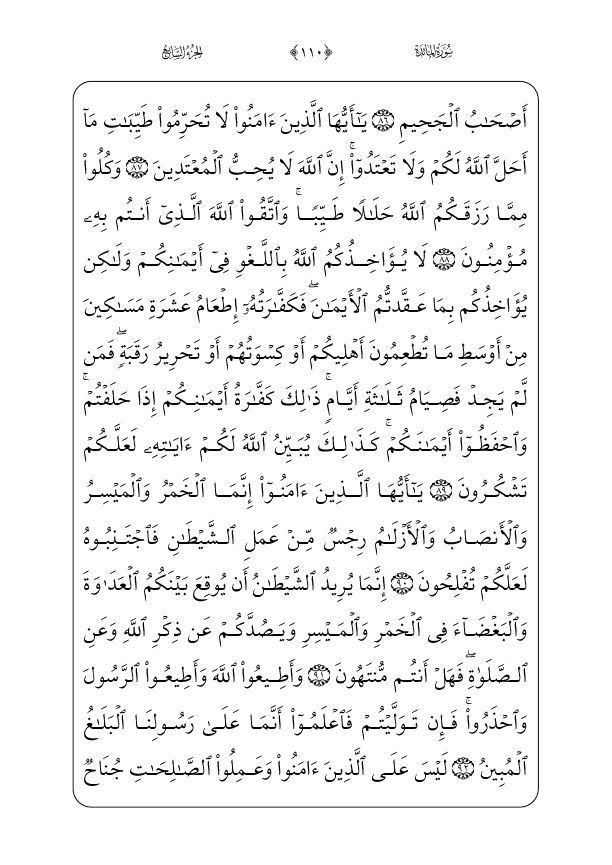 سُورَةُ المَائِدَة ﴿١١٠﴾ الجزء السَّابِع
أَصۡحَٰبُ ٱلۡجَحِيمِ ٨٦ يَٰٓأَيُّهَا ٱلَّذِينَ ءَامَنُواْ لَا تُحَرِّمُواْ طَيِّبَٰتِ مَآ
أَحَلَّ ٱللَّهُ لَكُمۡ وَلَا تَعۡتَدُوٓاْۚ إِنَّ ٱللَّهَ لَا يُحِبُّ ٱلۡمُعۡتَدِينَ ٨٧ وَكُلُواْ
مِمَّا رَزَقَكُمُ ٱللَّهُ حَلَٰلٗا طَيِّبٗاۚ وَٱتَّقُواْ ٱللَّهَ ٱلَّذِيٓ أَنتُم بِهِۦ
مُؤۡمِنُونَ ٨٨ لَا يُؤَاخِذُكُمُ ٱللَّهُ بِٱللَّغۡوِ فِيٓ أَيۡمَٰنِكُمۡ وَلَٰكِن
يُؤَاخِذُكُم بِمَا عَقَّدتُّمُ ٱلۡأَيۡمَٰنَۖ فَكَفَّٰرَتُهُۥٓ إِطۡعَامُ عَشَرَةِ مَسَٰكِينَ
مِنۡ أَوۡسَطِ مَا تُطۡعِمُونَ أَهۡلِيكُمۡ أَوۡ كِسۡوَتُهُمۡ أَوۡ تَحۡرِيرُ رَقَبَةٖۖ فَمَن
لَّمۡ يَجِدۡ فَصِيَامُ ثَلَٰثَةِ أَيَّامٖۚ ذَٰلِكَ كَفَّٰرَةُ أَيۡمَٰنِكُمۡ إِذَا حَلَفۡتُمۡۚ
وَٱحۡفَظُوٓاْ أَيۡمَٰنَكُمۡۚ كَذَٰلِكَ يُبَيِّنُ ٱللَّهُ لَكُمۡ ءَايَٰتِهِۦ لَعَلَّكُمۡ
تَشۡكُرُونَ ٨٩ يَٰٓأَيُّهَا ٱلَّذِينَ ءَامَنُوٓاْ إِنَّمَا ٱلۡخَمۡرُ وَٱلۡمَيۡسِرُ
وَٱلۡأَنصَابُ وَٱلۡأَزۡلَٰمُ رِجۡسٞ مِّنۡ عَمَلِ ٱلشَّيۡطَٰنِ فَٱجۡتَنِبُوهُ
لَعَلَّكُمۡ تُفۡلِحُونَ ٩٠ إِنَّمَا يُرِيدُ ٱلشَّيۡطَٰنُ أَن يُوقِعَ بَيۡنَكُمُ ٱلۡعَدَٰوَةَ
وَٱلۡبَغۡضَآءَ فِي ٱلۡخَمۡرِ وَٱلۡمَيۡسِرِ وَيَصُدَّكُمۡ عَن ذِكۡرِ ٱللَّهِ وَعَنِ
ٱلصَّلَوٰةِۖ فَهَلۡ أَنتُم مُّنتَهُونَ ٩١ وَأَطِيعُواْ ٱللَّهَ وَأَطِيعُواْ ٱلرَّسُولَ
وَٱحۡذَرُواْۚ فَإِن تَوَلَّيۡتُمۡ فَٱعۡلَمُوٓاْ أَنَّمَا عَلَىٰ رَسُولِنَا ٱلۡبَلَٰغُ
ٱلۡمُبِينُ ٩٢ لَيۡسَ عَلَى ٱلَّذِينَ ءَامَنُواْ وَعَمِلُواْ ٱلصَّٰلِحَٰتِ جُنَاحٞ